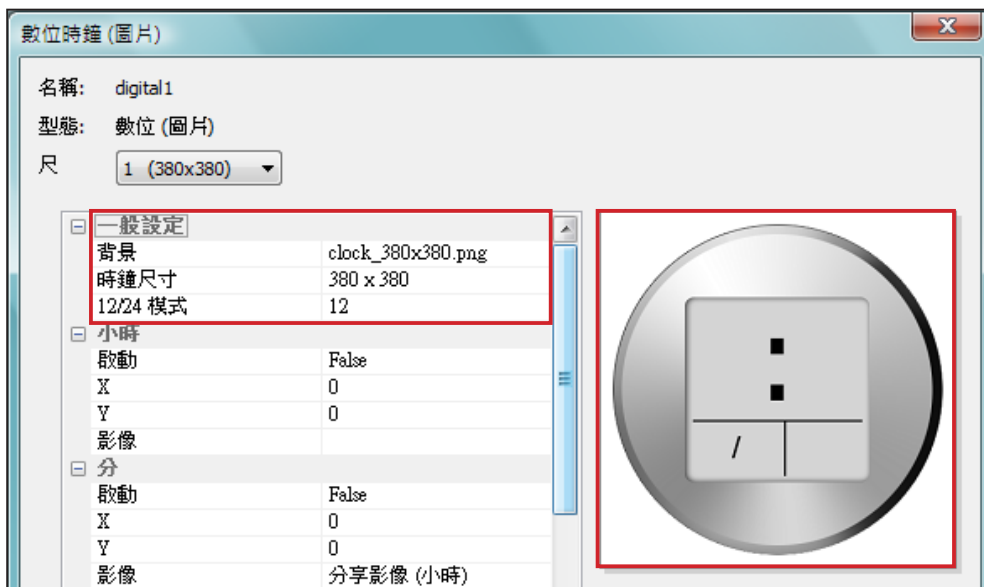 數位時鐘 (圖片)
名稱: digital1
型態: 數位 (圖片)
尺 1 (380x380)
一般設定
背景 clock_380x380.png
時鐘尺寸 380 x 380
12/24 模式 12
小時
啟動 False
X 0
Y 0
影像
分
啟動 False
X 0
Y 0
影像 分享影像 (小時)
:
/